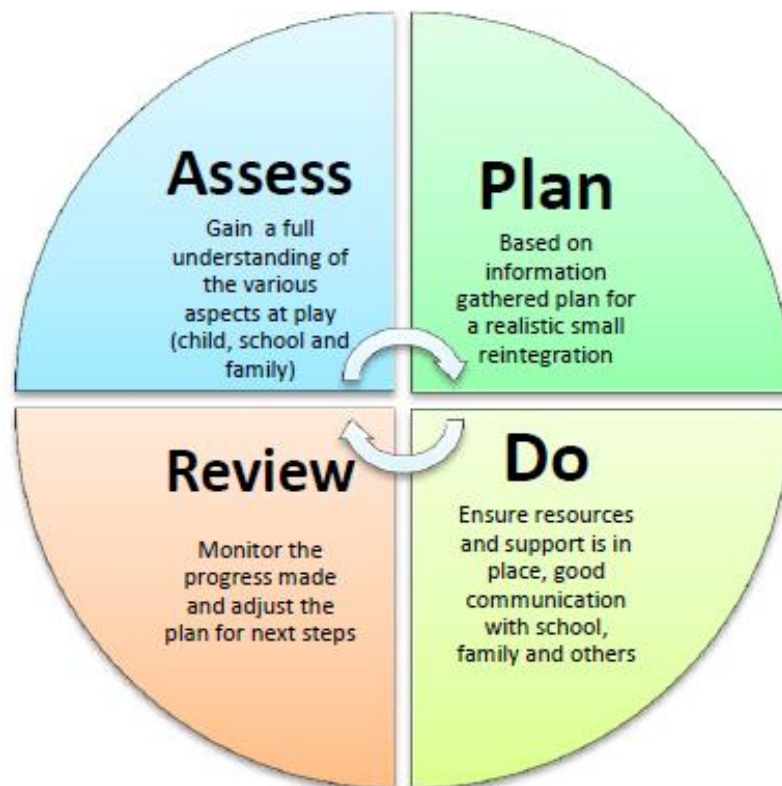 Assess
Gain a full
understanding of
the various
aspects at play
(child, school and
family)
Plan
Based on
information
gathered plan for
a realistic small
reintegration
Review
Monitor the
progress made
and adjust the
plan for next steps
Do
Ensure resources
and support is in
place, good
communication
with school,
family and others